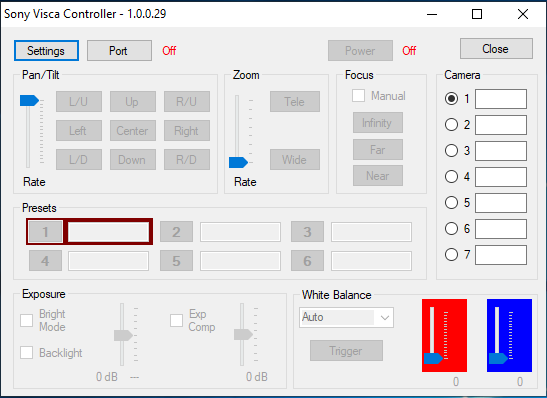 Sony Visca Controller - 1.0.0.29
Settings Port Off Power Off Close
Pan/Tilt Zoom Focus Camera
L/U Up R/U Tele Manual 1
Left Center Right Infinity 2
Far 3
L/D Down R/D Wide Near 4
Rate Rate 5
6
7
Presets
1 2 3
4 5 6
Exposure White Balance
Bright Mode Exp Comp Auto
Backlight Trigger
0 dB — 0 dB 0 0